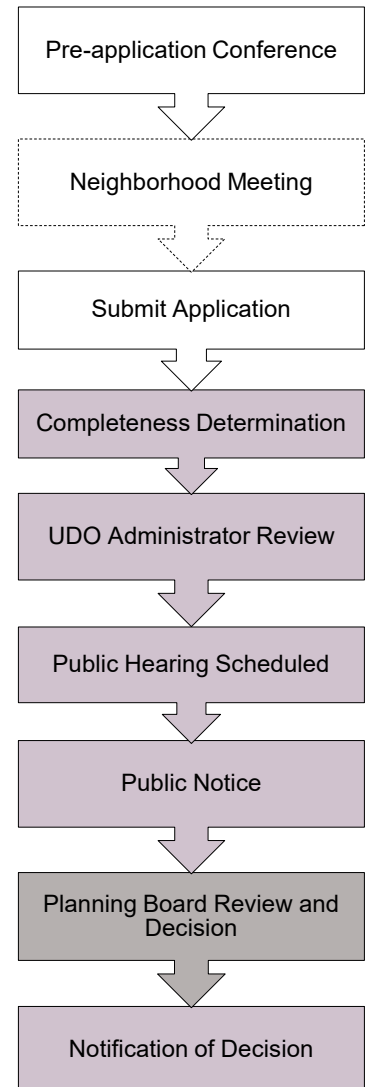 Pre-application Conference
Neighborhood Meeting
Submit Application
Completeness Determination
UDO Administrator Review
Public Hearing Scheduled
Public Notice
Planning Board Review and
Decision
Notification of Decision